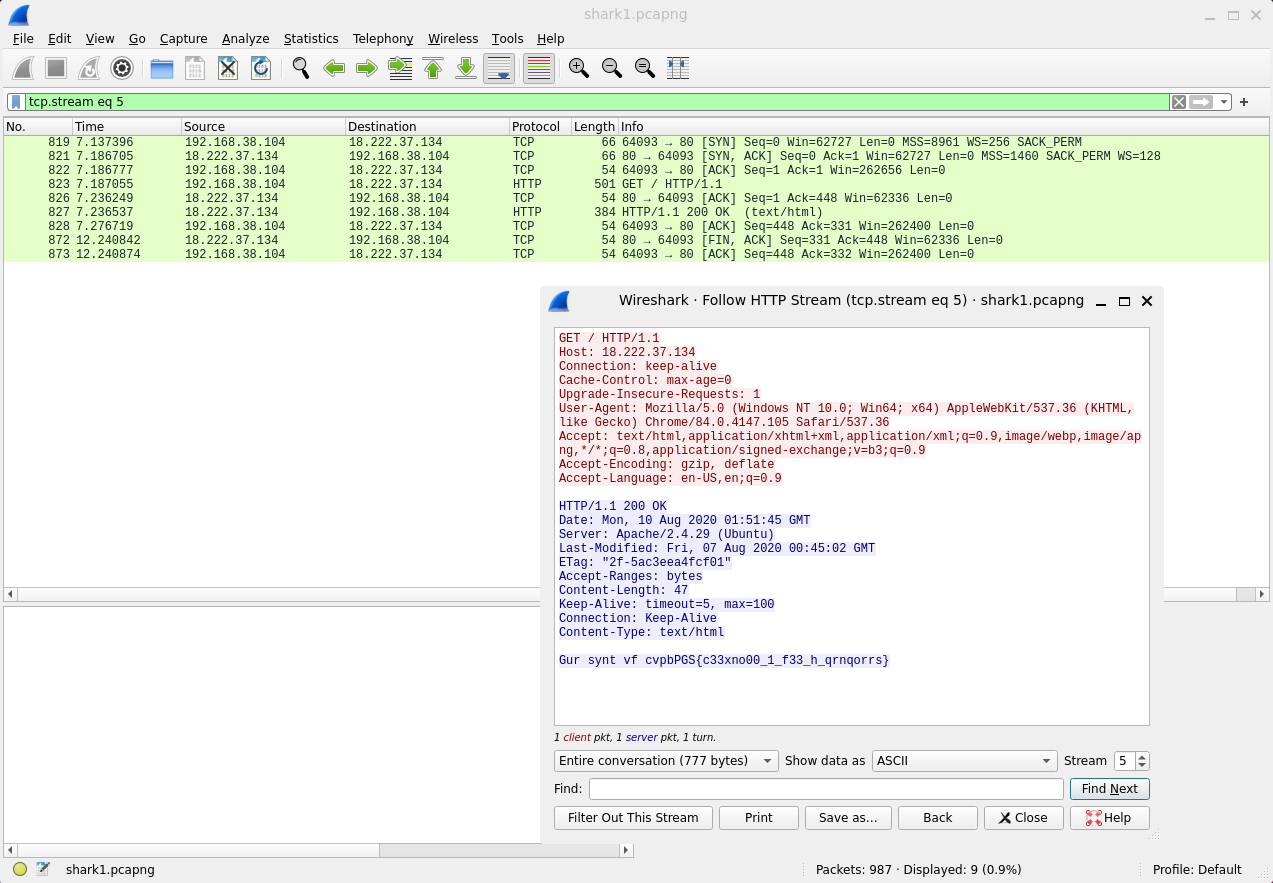 shark1.pcapng
File Edit View Go Capture Analyze Statistics Telephony Wireless Tools Help
tcp.stream eq 5
No. Time Source Destination Protocol Length Info
819 7.137396 192.168.38.104 18.222.37.134 TCP 66 64093 → 80 [SYN] Seq=0 Win=62727 Len=0 MSS=8961 WS=256 SACK_PERM
821 7.186705 18.222.37.134 192.168.38.104 TCP 66 80 → 64093 [SYN, ACK] Seq=0 Ack=1 Win=62727 Len=0 MSS=1460 SACK_PERM WS=128
822 7.186777 192.168.38.104 18.222.37.134 TCP 54 64093 → 80 [ACK] Seq=1 Ack=1 Win=262656 Len=0
823 7.187055 192.168.38.104 18.222.37.134 HTTP 501 GET / HTTP/1.1
826 7.236249 18.222.37.134 192.168.38.104 TCP 54 80 → 64093 [ACK] Seq=1 Ack=448 Win=62336 Len=0
827 7.236537 18.222.37.134 192.168.38.104 HTTP 384 HTTP/1.1 200 OK (text/html)
828 7.276719 192.168.38.104 18.222.37.134 TCP 54 64093 → 80 [ACK] Seq=448 Ack=331 Win=262400 Len=0
872 12.240842 18.222.37.134 192.168.38.104 TCP 54 80 → 64093 [FIN, ACK] Seq=331 Ack=448 Win=62336 Len=0
873 12.240874 192.168.38.104 18.222.37.134 TCP 54 64093 → 80 [ACK] Seq=448 Ack=332 Win=262400 Len=0
Wireshark · Follow HTTP Stream (tcp.stream eq 5) · shark1.pcapng
GET / HTTP/1.1
Host: 18.222.37.134
Connection: keep-alive
Cache-Control: max-age=0
Upgrade-Insecure-Requests: 1
User-Agent: Mozilla/5.0 (Windows NT 10.0; Win64; x64) AppleWebKit/537.36 (KHTML,
like Gecko) Chrome/84.0.4147.105 Safari/537.36
Accept: text/html,application/xhtml+xml,application/xml;q=0.9,image/webp,image/ap
ng,*/*;q=0.8,application/signed-exchange;v=b3;q=0.9
Accept-Encoding: gzip, deflate
Accept-Language: en-US,en;q=0.9
HTTP/1.1 200 OK
Date: Mon, 10 Aug 2020 01:51:45 GMT
Server: Apache/2.4.29 (Ubuntu)
Last-Modified: Fri, 07 Aug 2020 00:45:02 GMT
ETag: "2f-5ac3eea4fcf01"
Accept-Ranges: bytes
Content-Length: 47
Keep-Alive: timeout=5, max=100
Connection: Keep-Alive
Content-Type: text/html
Gur synt vf cvpbPGS{c33xno00_1_f33_h_qrnqorrs}
1 client pkt, 1 server pkt, 1 turn.
Entire conversation (777 bytes) Show data as ASCII Stream 5
Find: Find Next
Filter Out This Stream Print Save as… Back Close Help
shark1.pcapng Packets: 987 · Displayed: 9 (0.9%) Profile: Default